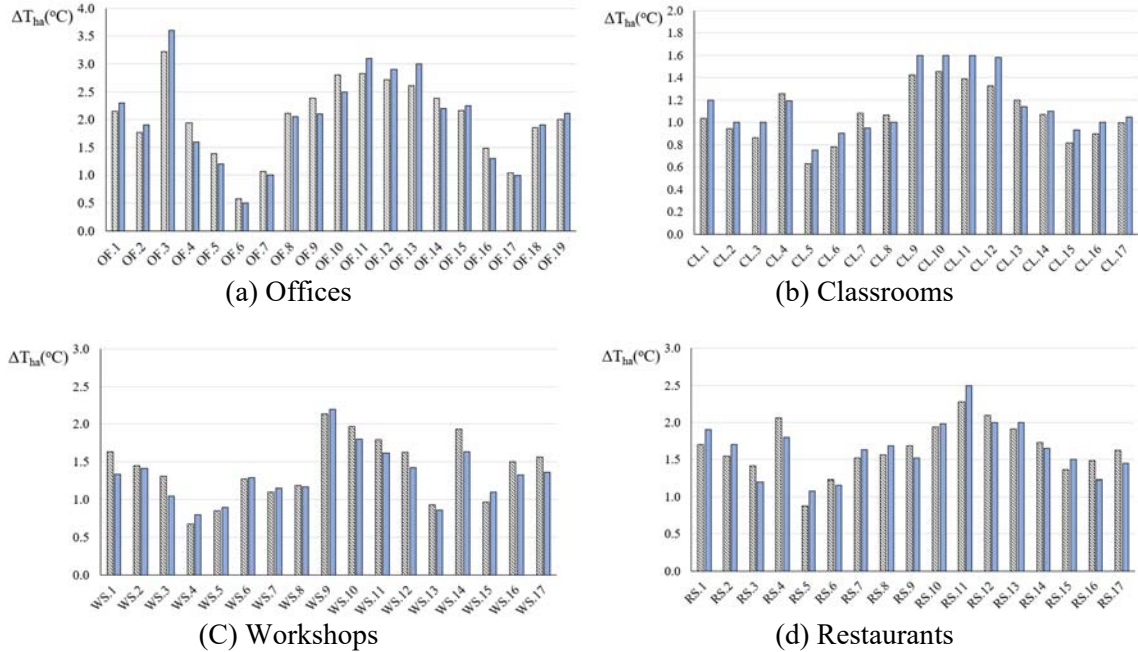 ΔTha(°C)
4.0
3.5
3.0
2.5
2.0
1.5
1.0
0.5
0.0
OF.1 OF.2 OF.3 OF.4 OF.5 OF.6 OF.7 OF.8 OF.9 OF.10 OF.11 OF.12 OF.13 OF.14 OF.15 OF.16 OF.17 OF.18 OF.19
(a) Offices
ΔTha(°C)
2.0
1.8
1.6
1.4
1.2
1.0
0.8
0.6
0.4
0.2
0.0
CL.1 CL.2 CL.3 CL.4 CL.5 CL.6 CL.7 CL.8 CL.9 CL.10 CL.11 CL.12 CL.13 CL.14 CL.15 CL.16 CL.17
(b) Classrooms
ΔTha(°C)
3.0
2.5
2.0
1.5
1.0
0.5
0.0
WS.1 WS.2 WS.3 WS.4 WS.5 WS.6 WS.7 WS.8 WS.9 WS.10 WS.11 WS.12 WS.13 WS.14 WS.15 WS.16 WS.17
(C) Workshops
ΔTha(°C)
3.0
2.5
2.0
1.5
1.0
0.5
0.0
RS.1 RS.2 RS.3 RS.4 RS.5 RS.6 RS.7 RS.8 RS.9 RS.10 RS.11 RS.12 RS.13 RS.14 RS.15 RS.16 RS.17
(d) Restaurants